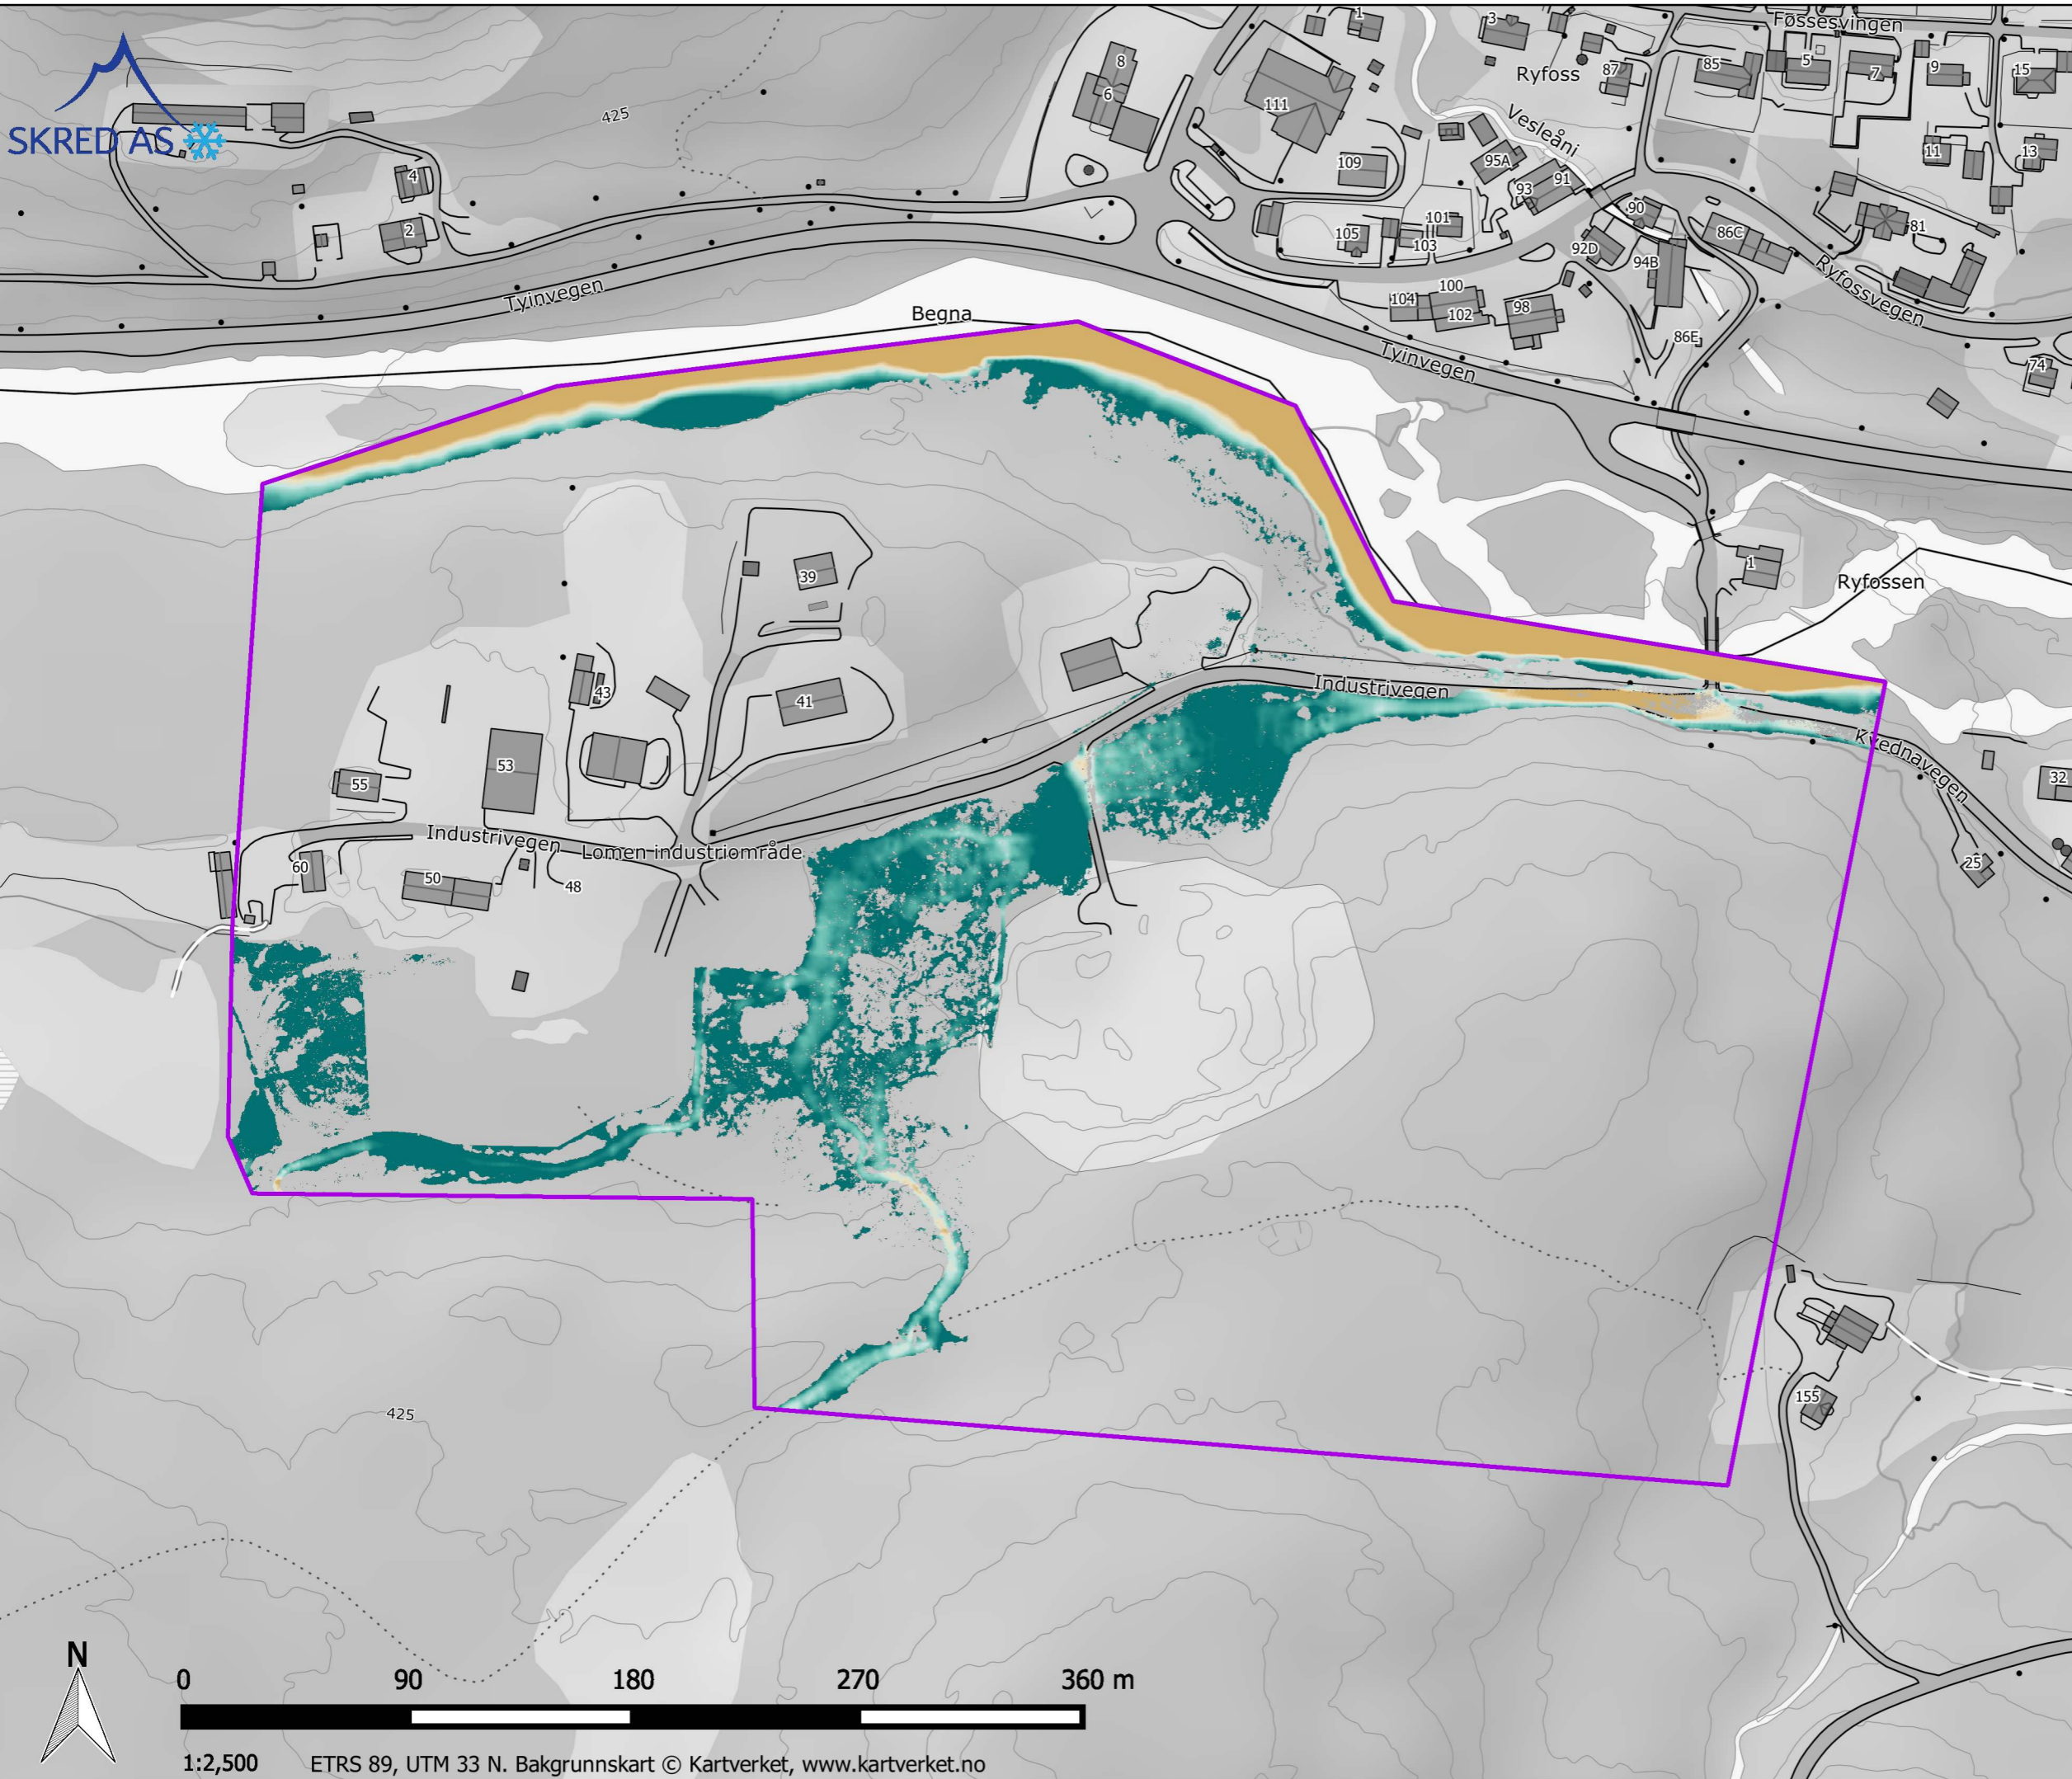 SKRED AS
Føssesvingen
1
3
8
6
111
Ryfoss
87
85
5
7
9
15
425
Vesleåni
109
95A
91
93
11
13
4
2
90
101
105
103
92D
94B
86C
81
Ryfossvegen
Tyinvegen
Begna
104
100
102
98
86E
Tyinvegen
74
39
1
Ryfossen
43
41
Industrivegen
Kvednavegen
53
55
32
Industrivegen
Lomen industriområde
60
50
48
25
155
425
N
0 90 180 270 360 m
1:2,500 ETRS 89, UTM 33 N. Bakgrunnskart © Kartverket, www.kartverket.no